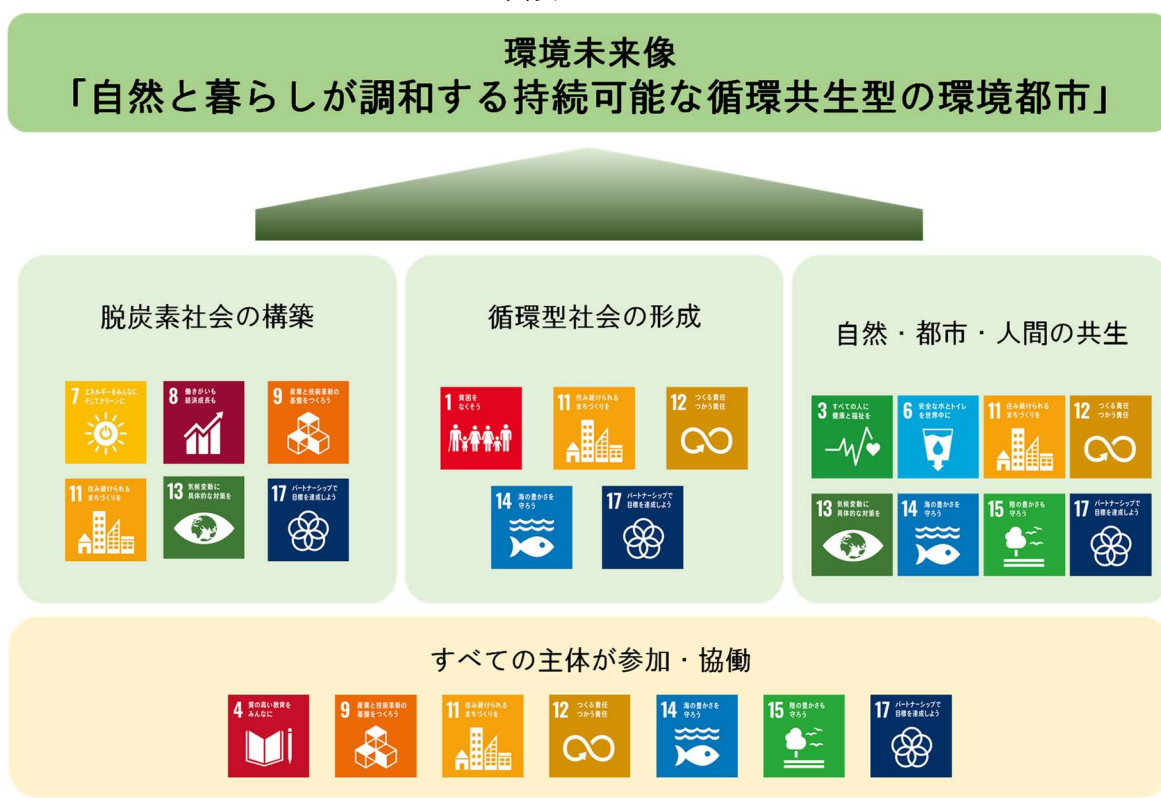 環境未来像
「自然と暮らしが調和する持続可能な循環共生型の環境都市」
脱炭素社会の構築
7 エネルギーをみんなに
そしてクリーンに
8 働きがいも
経済成長も
9 産業と技術革新の
基盤をつくろう
11 住み続けられる
まちづくりを
13 気候変動に
具体的な対策を
17 パートナーシップで
目標を達成しよう
循環型社会の形成
1 貧困を
なくそう
11 住み続けられる
まちづくりを
12 つくる責任
つかう責任
14 海の豊かさを
守ろう
17 パートナーシップで
目標を達成しよう
自然・都市・人間の共生
3 すべての人に
健康と福祉を
6 安全な水とトイレ
を世界中に
11 住み続けられる
まちづくりを
12 つくる責任
つかう責任
13 気候変動に
具体的な対策を
14 海の豊かさを
守ろう
15 陸の豊かさも
守ろう
17 パートナーシップで
目標を達成しよう
すべての主体が参加・協働
4 質の高い教育を
みんなに
9 産業と技術革新の
基盤をつくろう
11 住み続けられる
まちづくりを
12 つくる責任
つかう責任
14 海の豊かさを
守ろう
15 陸の豊かさも
守ろう
17 パートナーシップで
目標を達成しよう